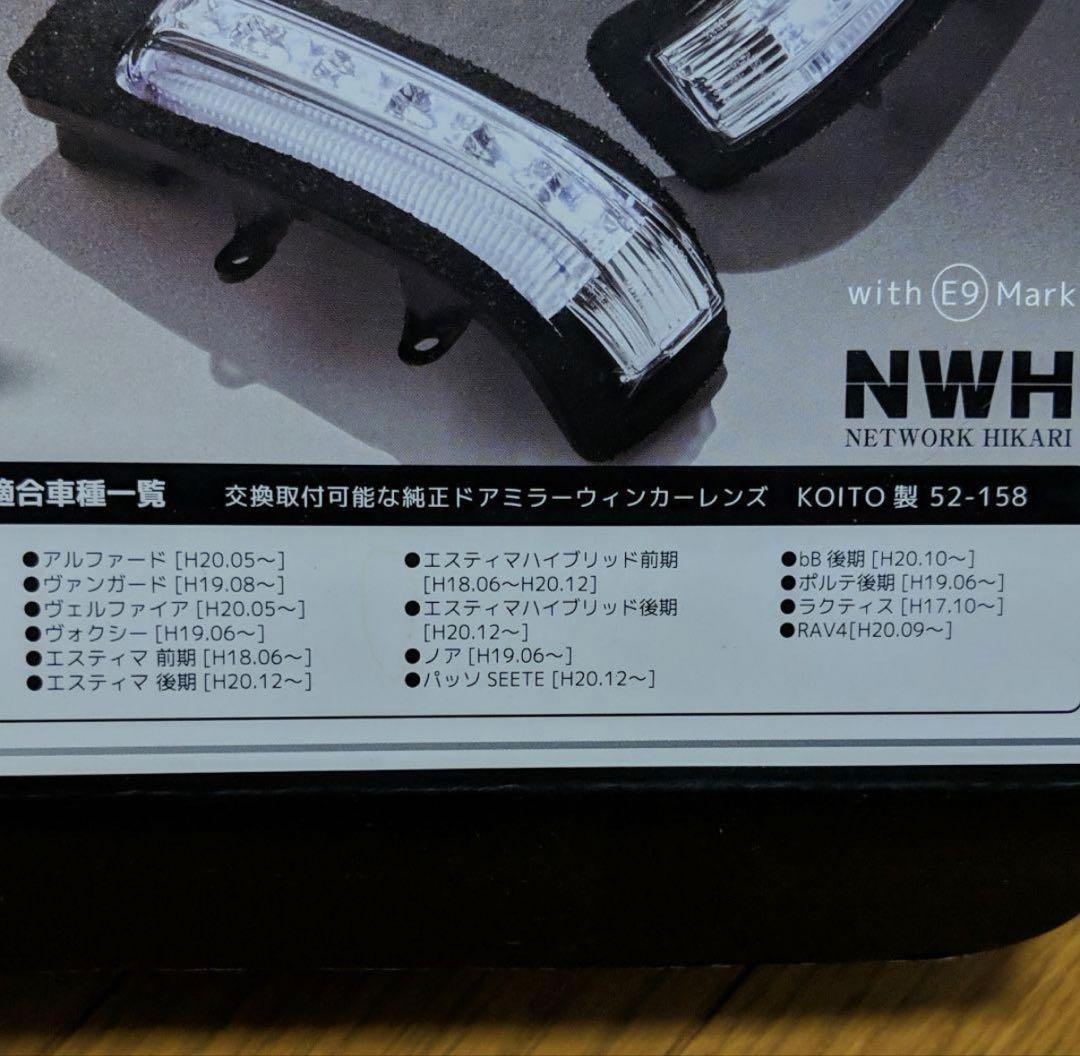 with E9 Mark
NWH
NETWORK HIKARI
適合車種一覧 交換取付可能な純正ドアミラーウィンカーレンズ KOITO製 52-158
●アルファード [H20.05～]
●ヴァンガード [H19.08～]
●ヴェルファイア [H20.05～]
●ヴォクシー [H19.06～]
●エスティマ 前期 [H18.06～]
●エスティマ 後期 [H20.12～]
●エスティマハイブリッド前期
[H18.06～H20.12]
●エスティマハイブリッド後期
[H20.12～]
●ノア [H19.06～]
●パッソ SEETE [H20.12～]
●bB 後期 [H20.10～]
●ポルテ後期 [H19.06～]
●ラクティス [H17.10～]
●RAV4[H20.09～]